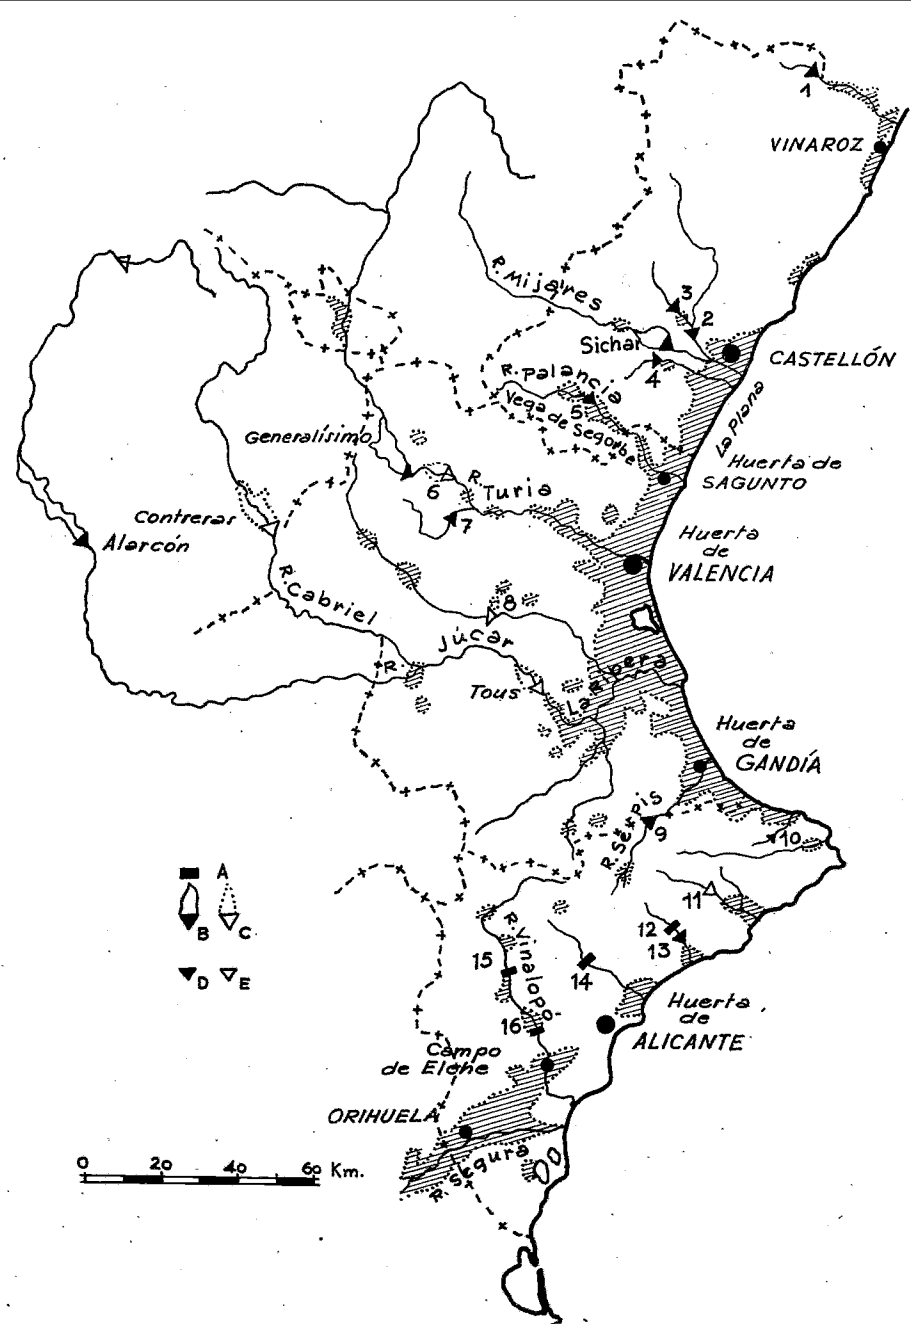 1
VINAROZ
R. Mijares
3
2
Sichar
CASTELLÓN
4
R. Palancia
5
Vega de Segorbe
La Plana
Generalísimo
Huerta de
SAGUNTO
6
R. Turia
7
Contreras
Alarcón
Huerta
de
VALENCIA
R. Cabriel
8
R. Júcar
La Ribera
Tous
Huerta
de
GANDÍA
R. Serpis
9
10
A
B
C
D
E
11
12
13
R. Vinalopo
15
14
16
Huerta
de
ALICANTE
Campo
de Elche
ORIHUELA
R. Segura
0 20 40 60 Km.